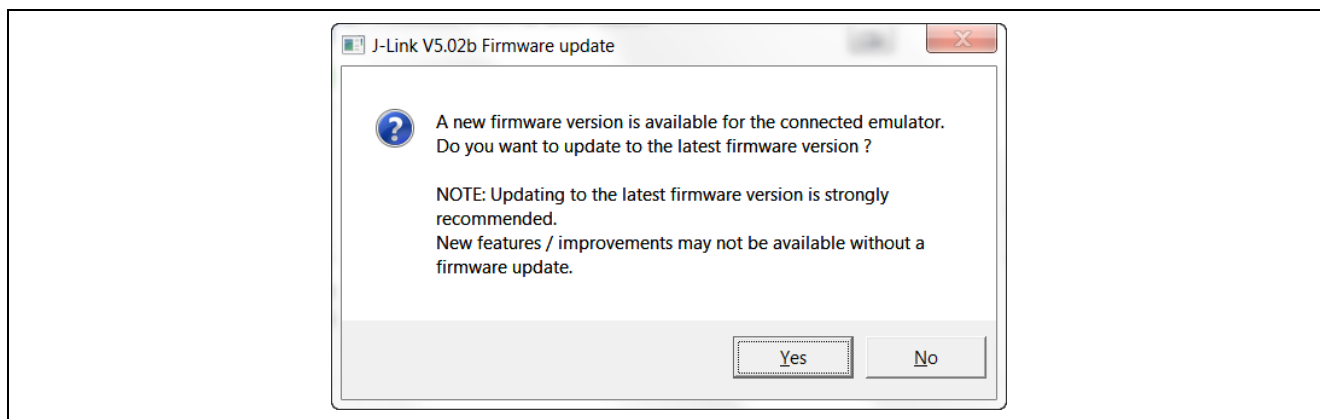 J-Link V5.02b Firmware update
A new firmware version is available for the connected emulator.
Do you want to update to the latest firmware version ?
NOTE: Updating to the latest firmware version is strongly
recommended.
New features / improvements may not be available without a
firmware update.
Yes
No